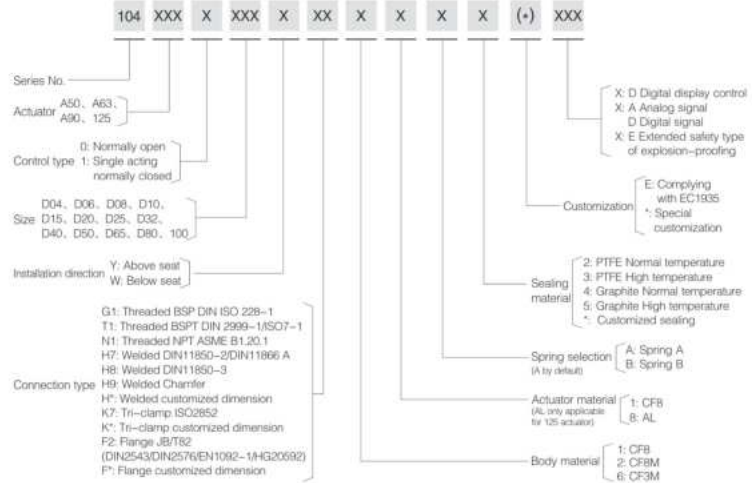 104 XXX X XXX X XX X X X X (*) XXX
Series No.
Actuator A50、A63、
A90、125
0: Normally open
Control type 1: Single acting
normally closed
D04、D06、D08、D10、
Size D15、D20、D25、D32、
D40、D50、D65、D80、100
Installation direction Y: Above seat
W: Below seat
G1: Threaded BSP DIN ISO 228-1
T1: Threaded BSPT DIN 2999-1/ISO7-1
N1: Threaded NPT ASME B1.20.1
H7: Welded DIN11850-2/DIN11866 A
H8: Welded DIN11850-3
H9: Welded Chamfer
Connection type H*: Welded customized dimension
K7: Tri-clamp ISO2852
K*: Tri-clamp customized dimension
F2: Flange JB/T82
(DIN2543/DIN2576/EN1092-1/HG20592)
F*: Flange customized dimension
X: D Digital display control
X: A Analog signal
D Digital signal
X: E Extended safety type
of explosion-proofing
Customization E: Complying
with EC1935
*: Special
customization
Sealing material
2: PTFE Normal temperature
3: PTFE High temperature
4: Graphite Normal temperature
5: Graphite High temperature
*: Customized sealing
Spring selection
(A by default)
A: Spring A
B: Spring B
Actuator material
(AL only applicable
for 125 actuator)
1: CF8
8: AL
Body material
1: CF8
2: CF8M
6: CF3M